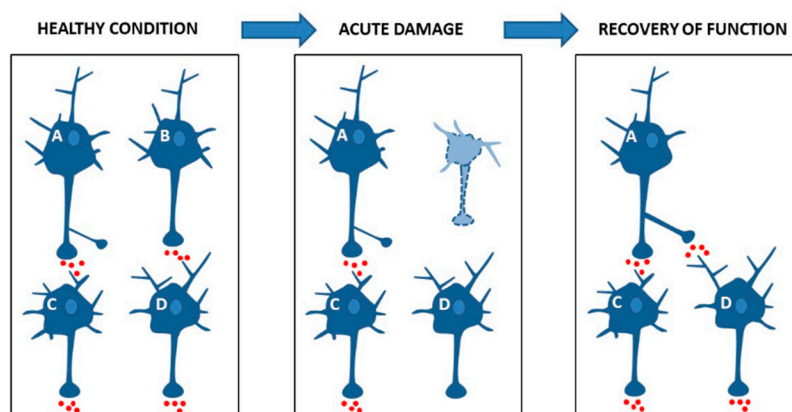 HEALTHY CONDITION
ACUTE DAMAGE
RECOVERY OF FUNCTION
A
B
C
D
A
C
D
A
C
D